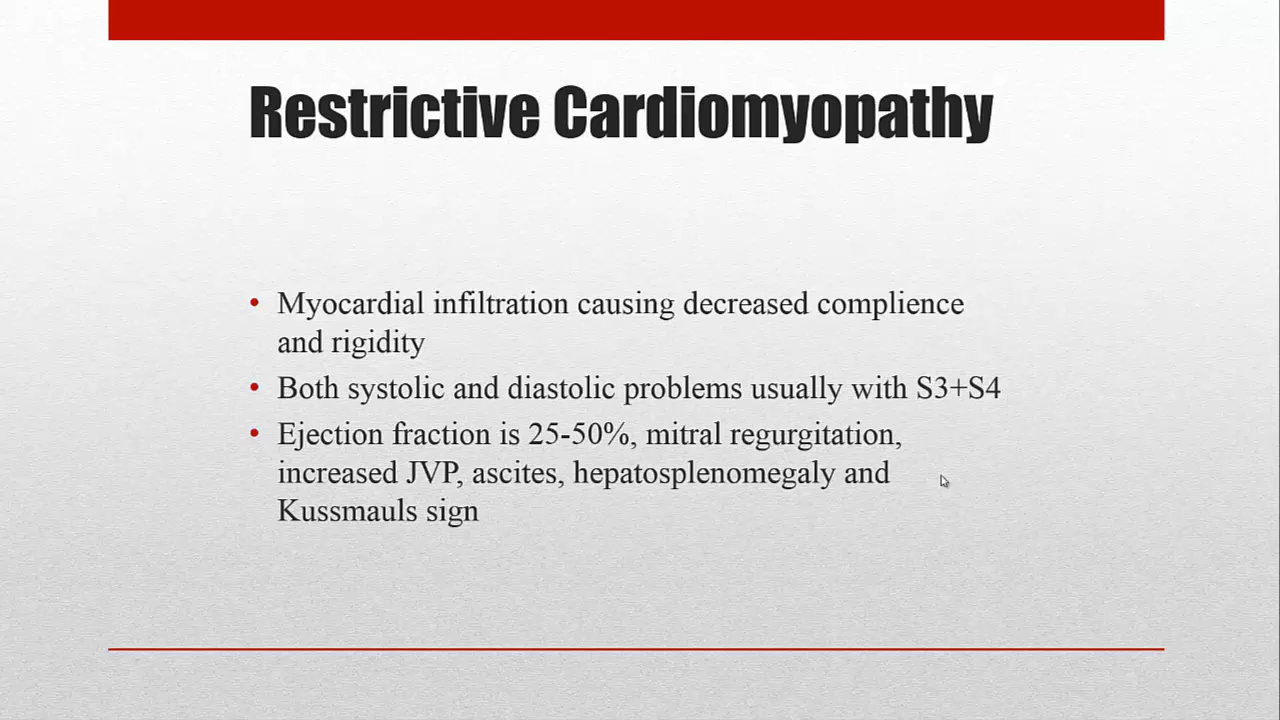 Restrictive Cardiomyopathy
• Myocardial infiltration causing decreased complience
and rigidity
• Both systolic and diastolic problems usually with S3+S4
• Ejection fraction is 25-50%, mitral regurgitation,
increased JVP, ascites, hepatosplenomegaly and
Kussmauls sign